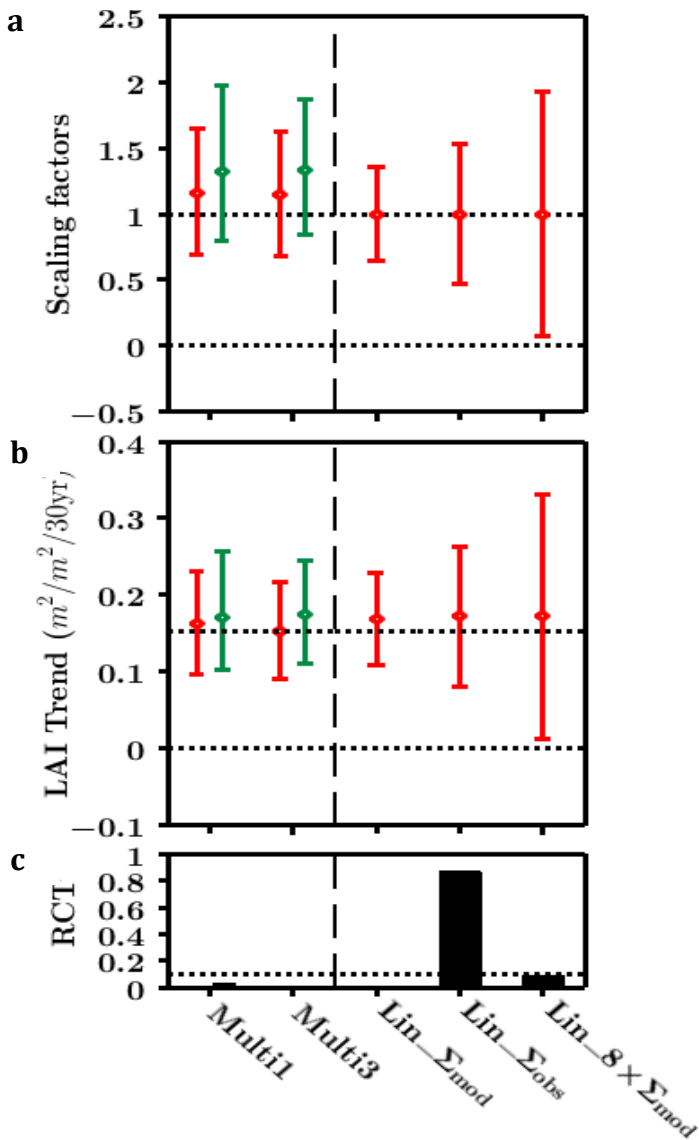 a
2.5
2
1.5
1
0.5
0
−0.5
Scaling factors
b
0.4
0.3
0.2
0.1
0
−0.1
LAI Trend (m²/m²/30yr)
c
1
0.8
0.6
0.4
0.2
0
RCT
Multi1
Multi3
Lin_Σmod
Lin_Σobs
Lin_8×Σmod